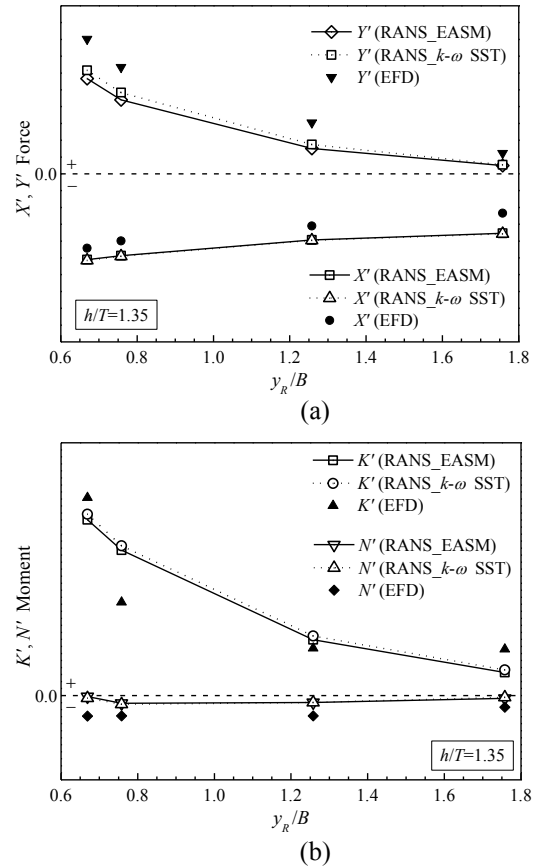 Y′ (RANS_EASM)
Y′ (RANS_k-ω SST)
Y′ (EFD)
X′, Y′ Force
+
0.0
−
X′ (RANS_EASM)
X′ (RANS_k-ω SST)
X′ (EFD)
h/T=1.35
0.6 0.8 1.0 1.2 1.4 1.6 1.8
y_R/B
(a)
K′ (RANS_EASM)
K′ (RANS_k-ω SST)
K′ (EFD)
N′ (RANS_EASM)
N′ (RANS_k-ω SST)
N′ (EFD)
K′, N′ Moment
+
0.0
−
h/T=1.35
0.6 0.8 1.0 1.2 1.4 1.6 1.8
y_R/B
(b)